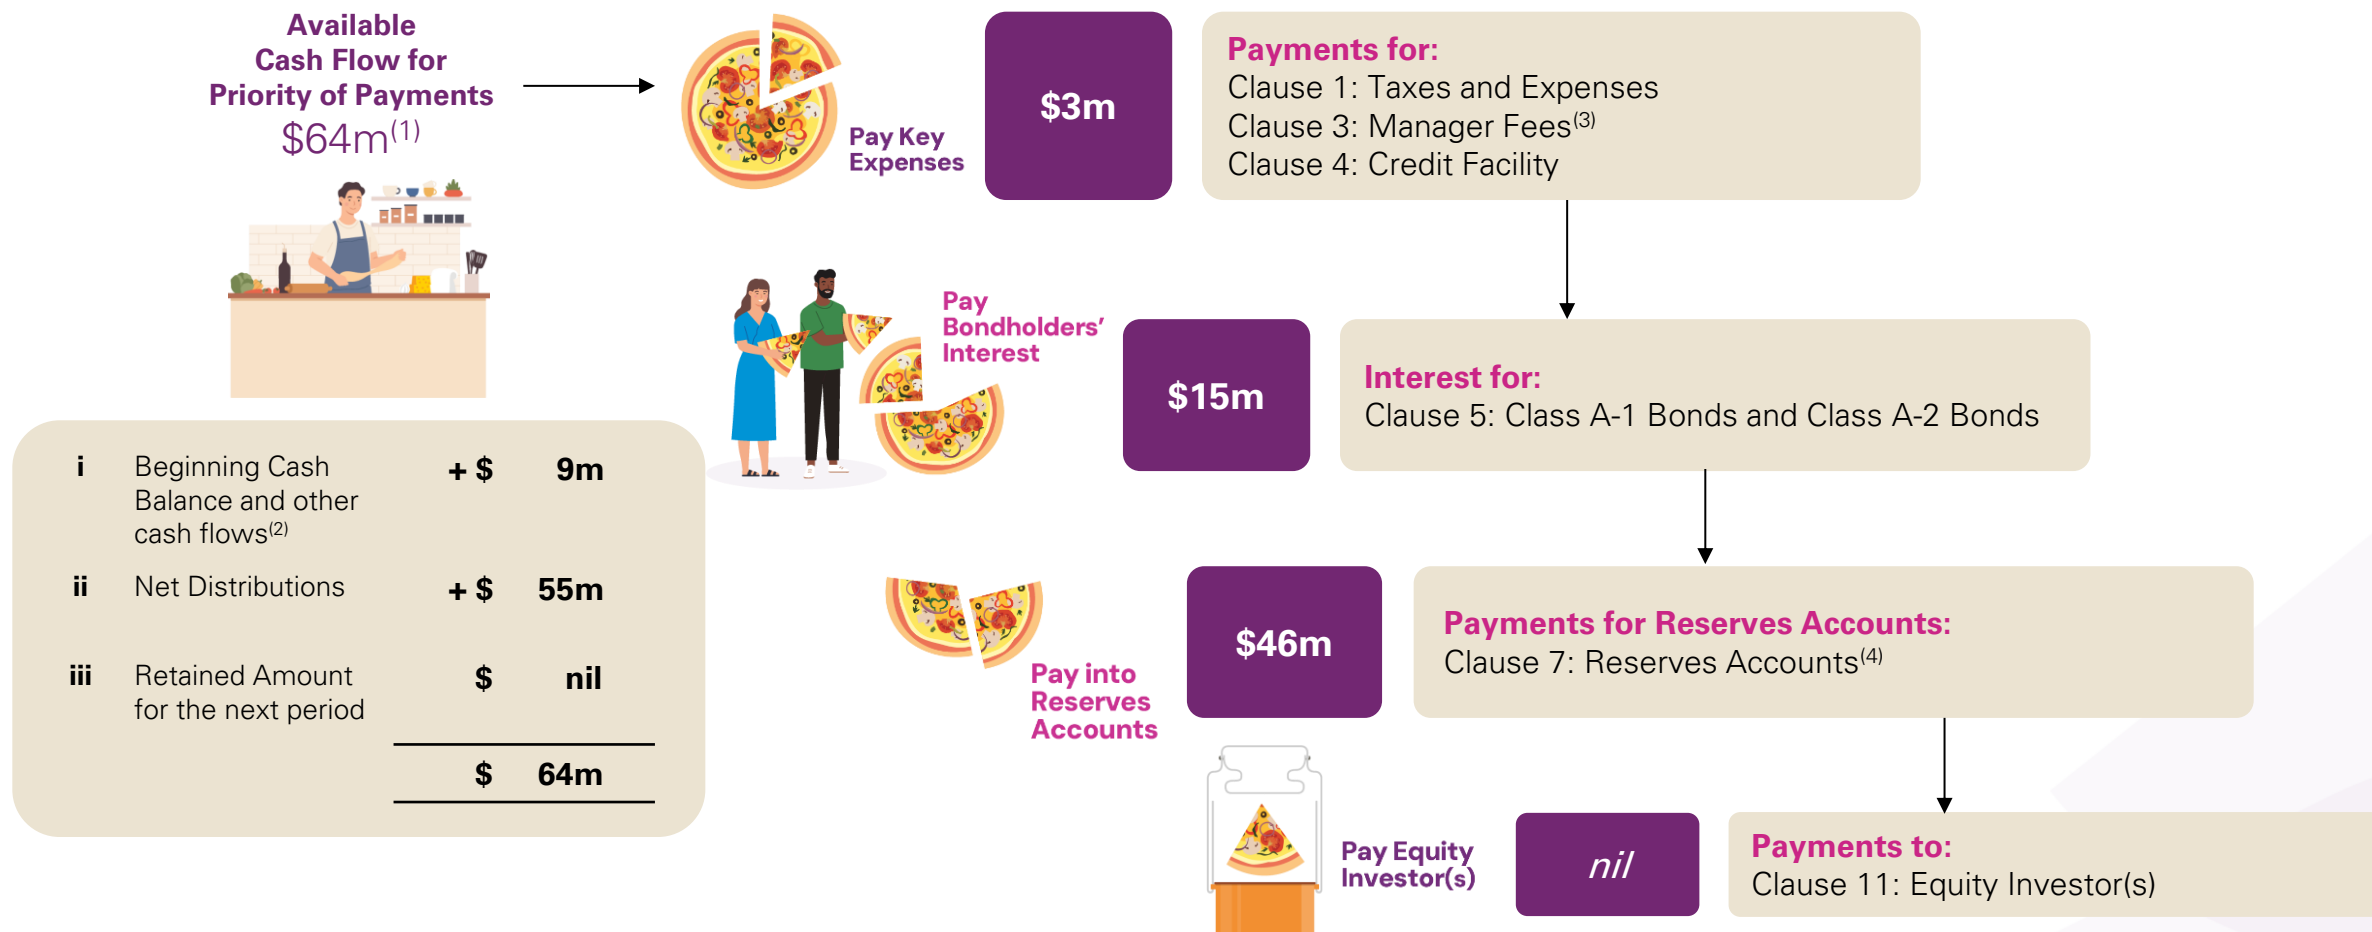 Available
Cash Flow for
Priority of Payments
$64m(1)
Pay Key
Expenses
$3m
Payments for:
Clause 1: Taxes and Expenses
Clause 3: Manager Fees(3)
Clause 4: Credit Facility
Pay
Bondholders'
Interest
$15m
Interest for:
Clause 5: Class A-1 Bonds and Class A-2 Bonds
i Beginning Cash + $ 9m
Balance and other
cash flows(2)
ii Net Distributions + $ 55m
iii Retained Amount $ nil
for the next period
$ 64m
Pay into
Reserves
Accounts
$46m
Payments for Reserves Accounts:
Clause 7: Reserves Accounts(4)
Pay Equity
Investor(s)
nil
Payments to:
Clause 11: Equity Investor(s)